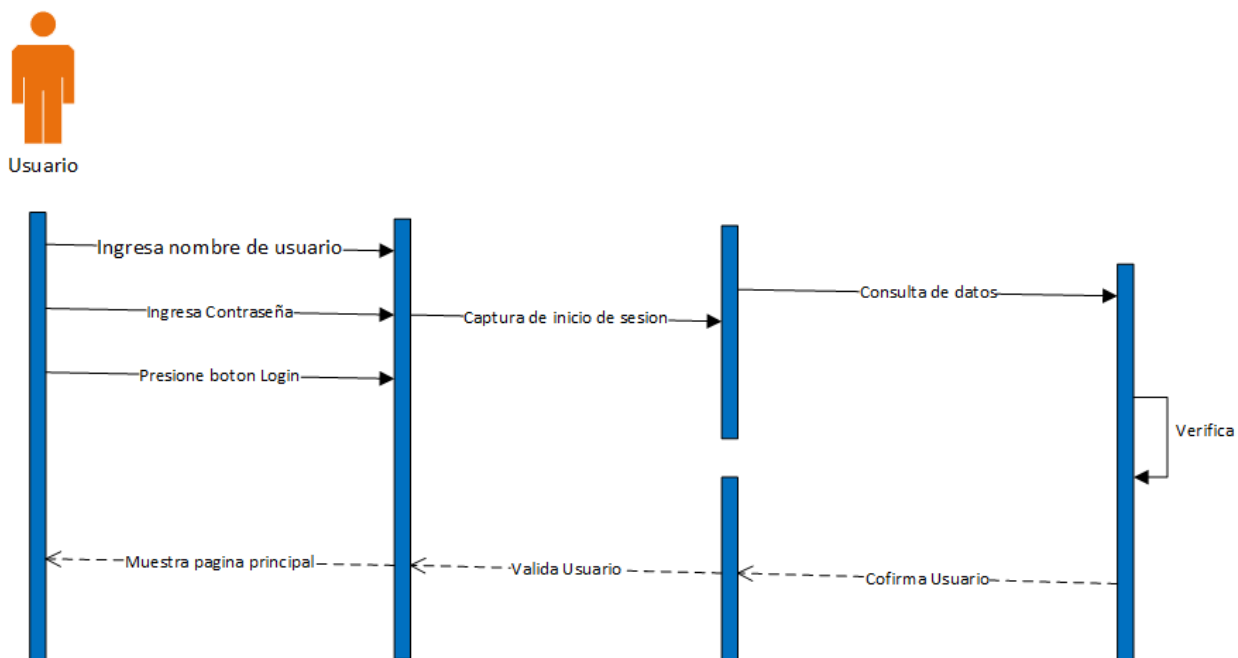 Usuario
Ingresa nombre de usuario
Consulta de datos
Ingresa Contraseña
Captura de inicio de sesion
Presione boton Login
Verifica
Muestra pagina principal
Valida Usuario
Cofirma Usuario